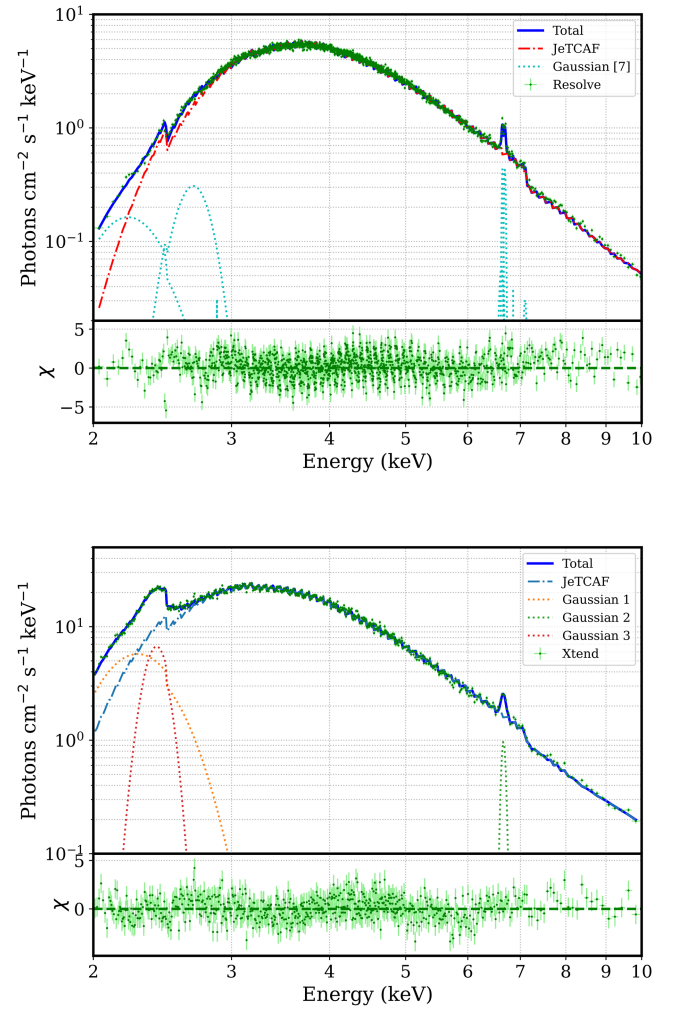 10¹
10⁰
10⁻¹
Photons cm⁻² s⁻¹ keV⁻¹
Total
JeTCAF
Gaussian [7]
Resolve
5
0
−5
χ
2 3 4 5 6 7 8 9 10
Energy (keV)
10¹
10⁰
10⁻¹
Photons cm⁻² s⁻¹ keV⁻¹
Total
JeTCAF
Gaussian 1
Gaussian 2
Gaussian 3
Xtend
5
0
χ
2 3 4 5 6 7 8 9 10
Energy (keV)